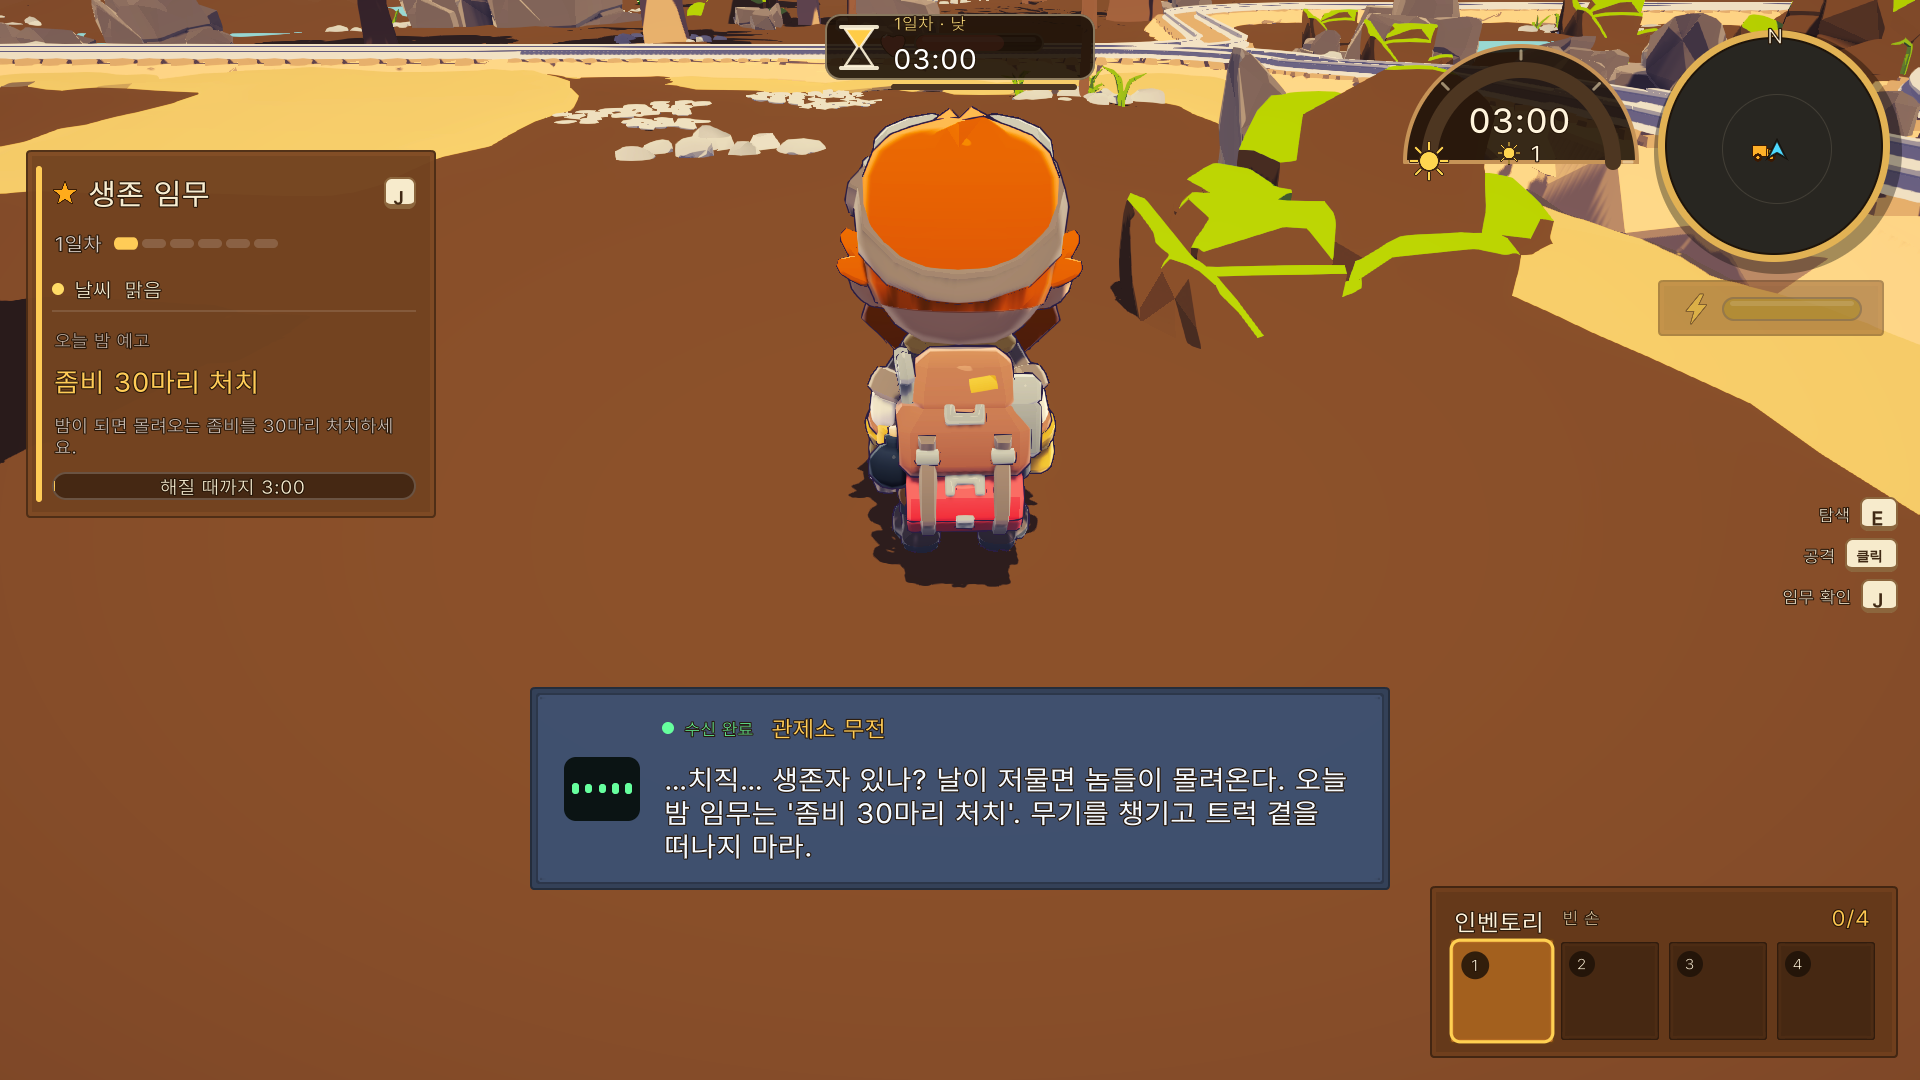 1일차 · 낮
03:00
N
03:00
1
★ 생존 임무
J
1일차
날씨 맑음
오늘 밤 예고
좀비 30마리 처치
밤이 되면 몰려오는 좀비를 30마리 처치하세
요.
해질 때까지 3:00
탐색 E
공격 클릭
임무 확인 J
수신 완료 관제소 무전
...치직... 생존자 있나? 날이 저물면 놈들이 몰려온다. 오늘
밤 임무는 '좀비 30마리 처치'. 무기를 챙기고 트럭 곁을
떠나지 마라.
인벤토리 빈 손 0/4
1 2 3 4